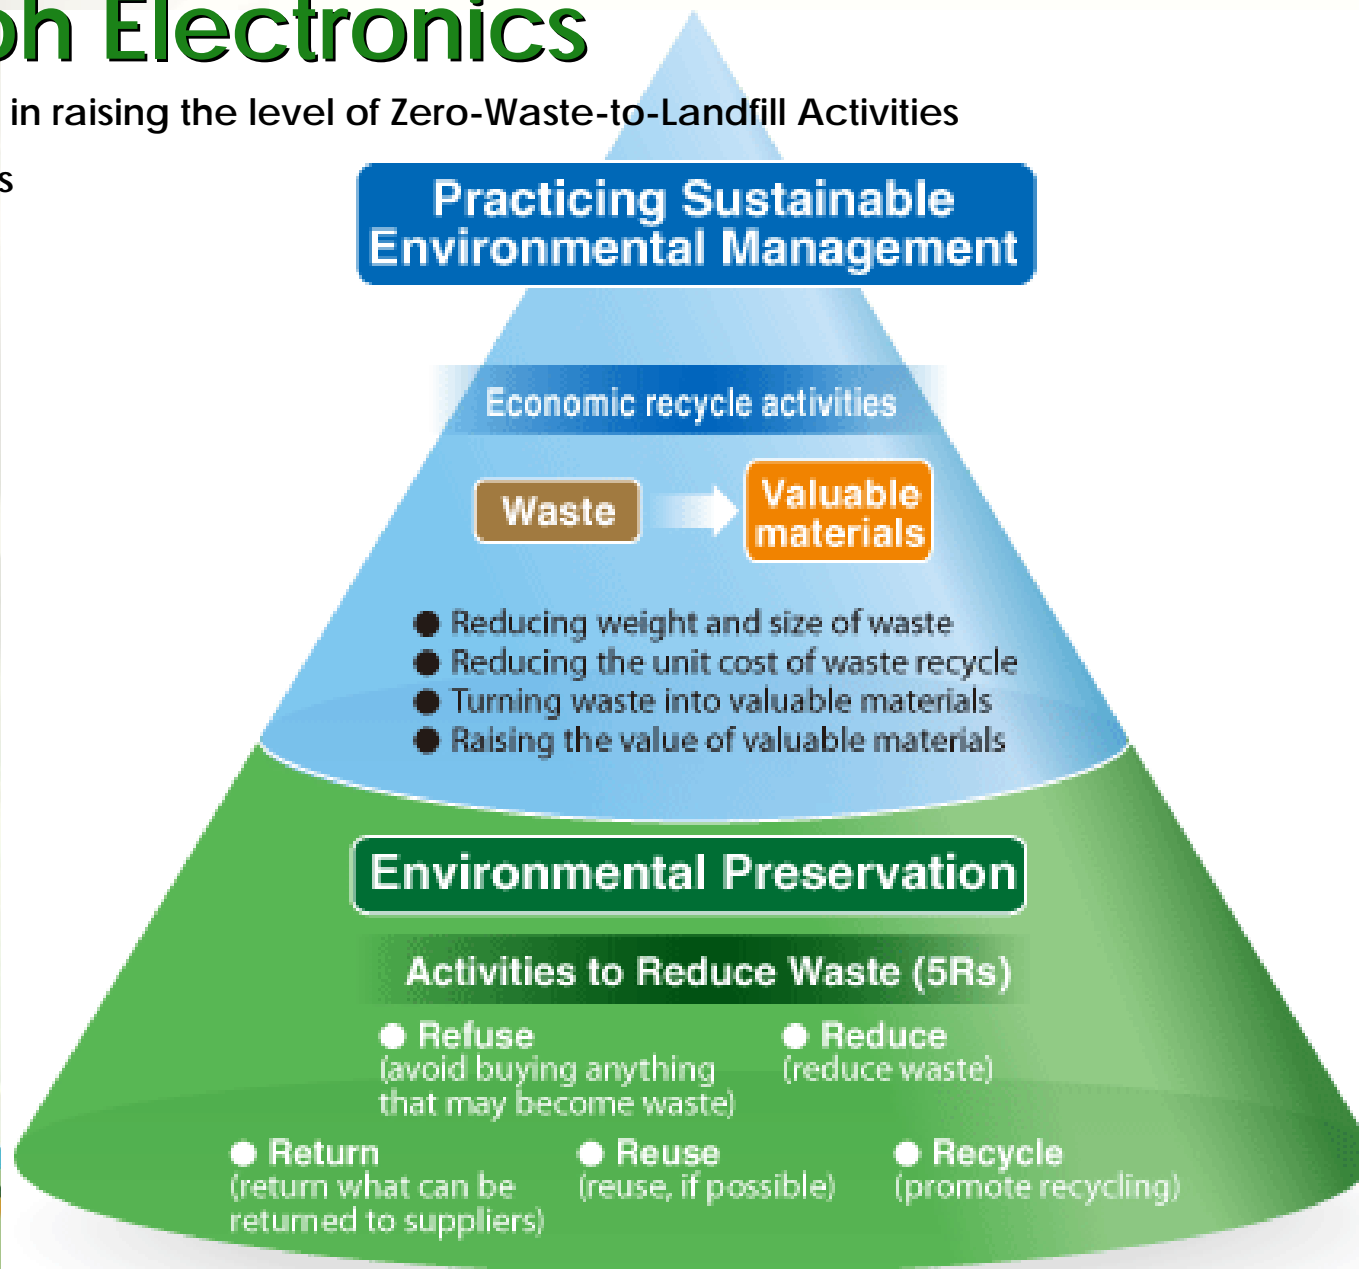 Electronics
in raising the level of Zero-Waste-to-Landfill Activities
s
Practicing Sustainable
Environmental Management
Economic recycle activities
Waste
Valuable
materials
● Reducing weight and size of waste
● Reducing the unit cost of waste recycle
● Turning waste into valuable materials
● Raising the value of valuable materials
Environmental Preservation
Activities to Reduce Waste (5Rs)
● Refuse
(avoid buying anything
that may become waste)
● Reduce
(reduce waste)
● Return
(return what can be
returned to suppliers)
● Reuse
(reuse, if possible)
● Recycle
(promote recycling)